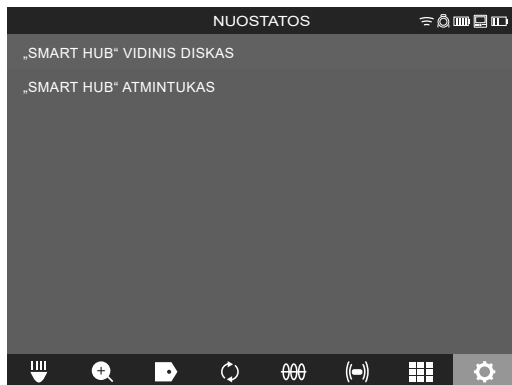 NUOSTATOS
„SMART HUB“ VIDINIS DISKAS
„SMART HUB“ ATMINTUKAS